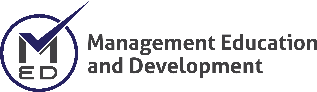 M
ED
Management Education
and Development